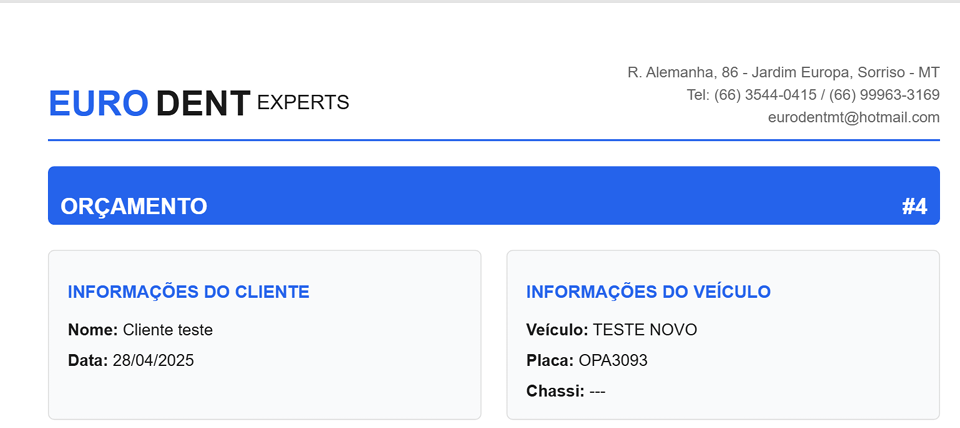 EURO DENT EXPERTS
R. Alemanha, 86 - Jardim Europa, Sorriso - MT
Tel: (66) 3544-0415 / (66) 99963-3169
eurodentmt@hotmail.com
ORÇAMENTO #4
INFORMAÇÕES DO CLIENTE
Nome: Cliente teste
Data: 28/04/2025
INFORMAÇÕES DO VEÍCULO
Veículo: TESTE NOVO
Placa: OPA3093
Chassi: ---